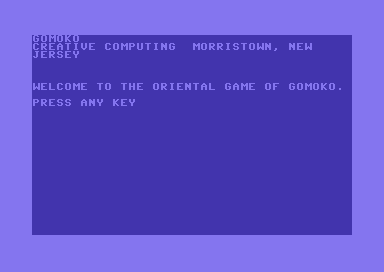 GOMOKO
CREATIVE COMPUTING  MORRISTOWN, NEW
JERSEY
WELCOME TO THE ORIENTAL GAME OF GOMOKO.
PRESS ANY KEY